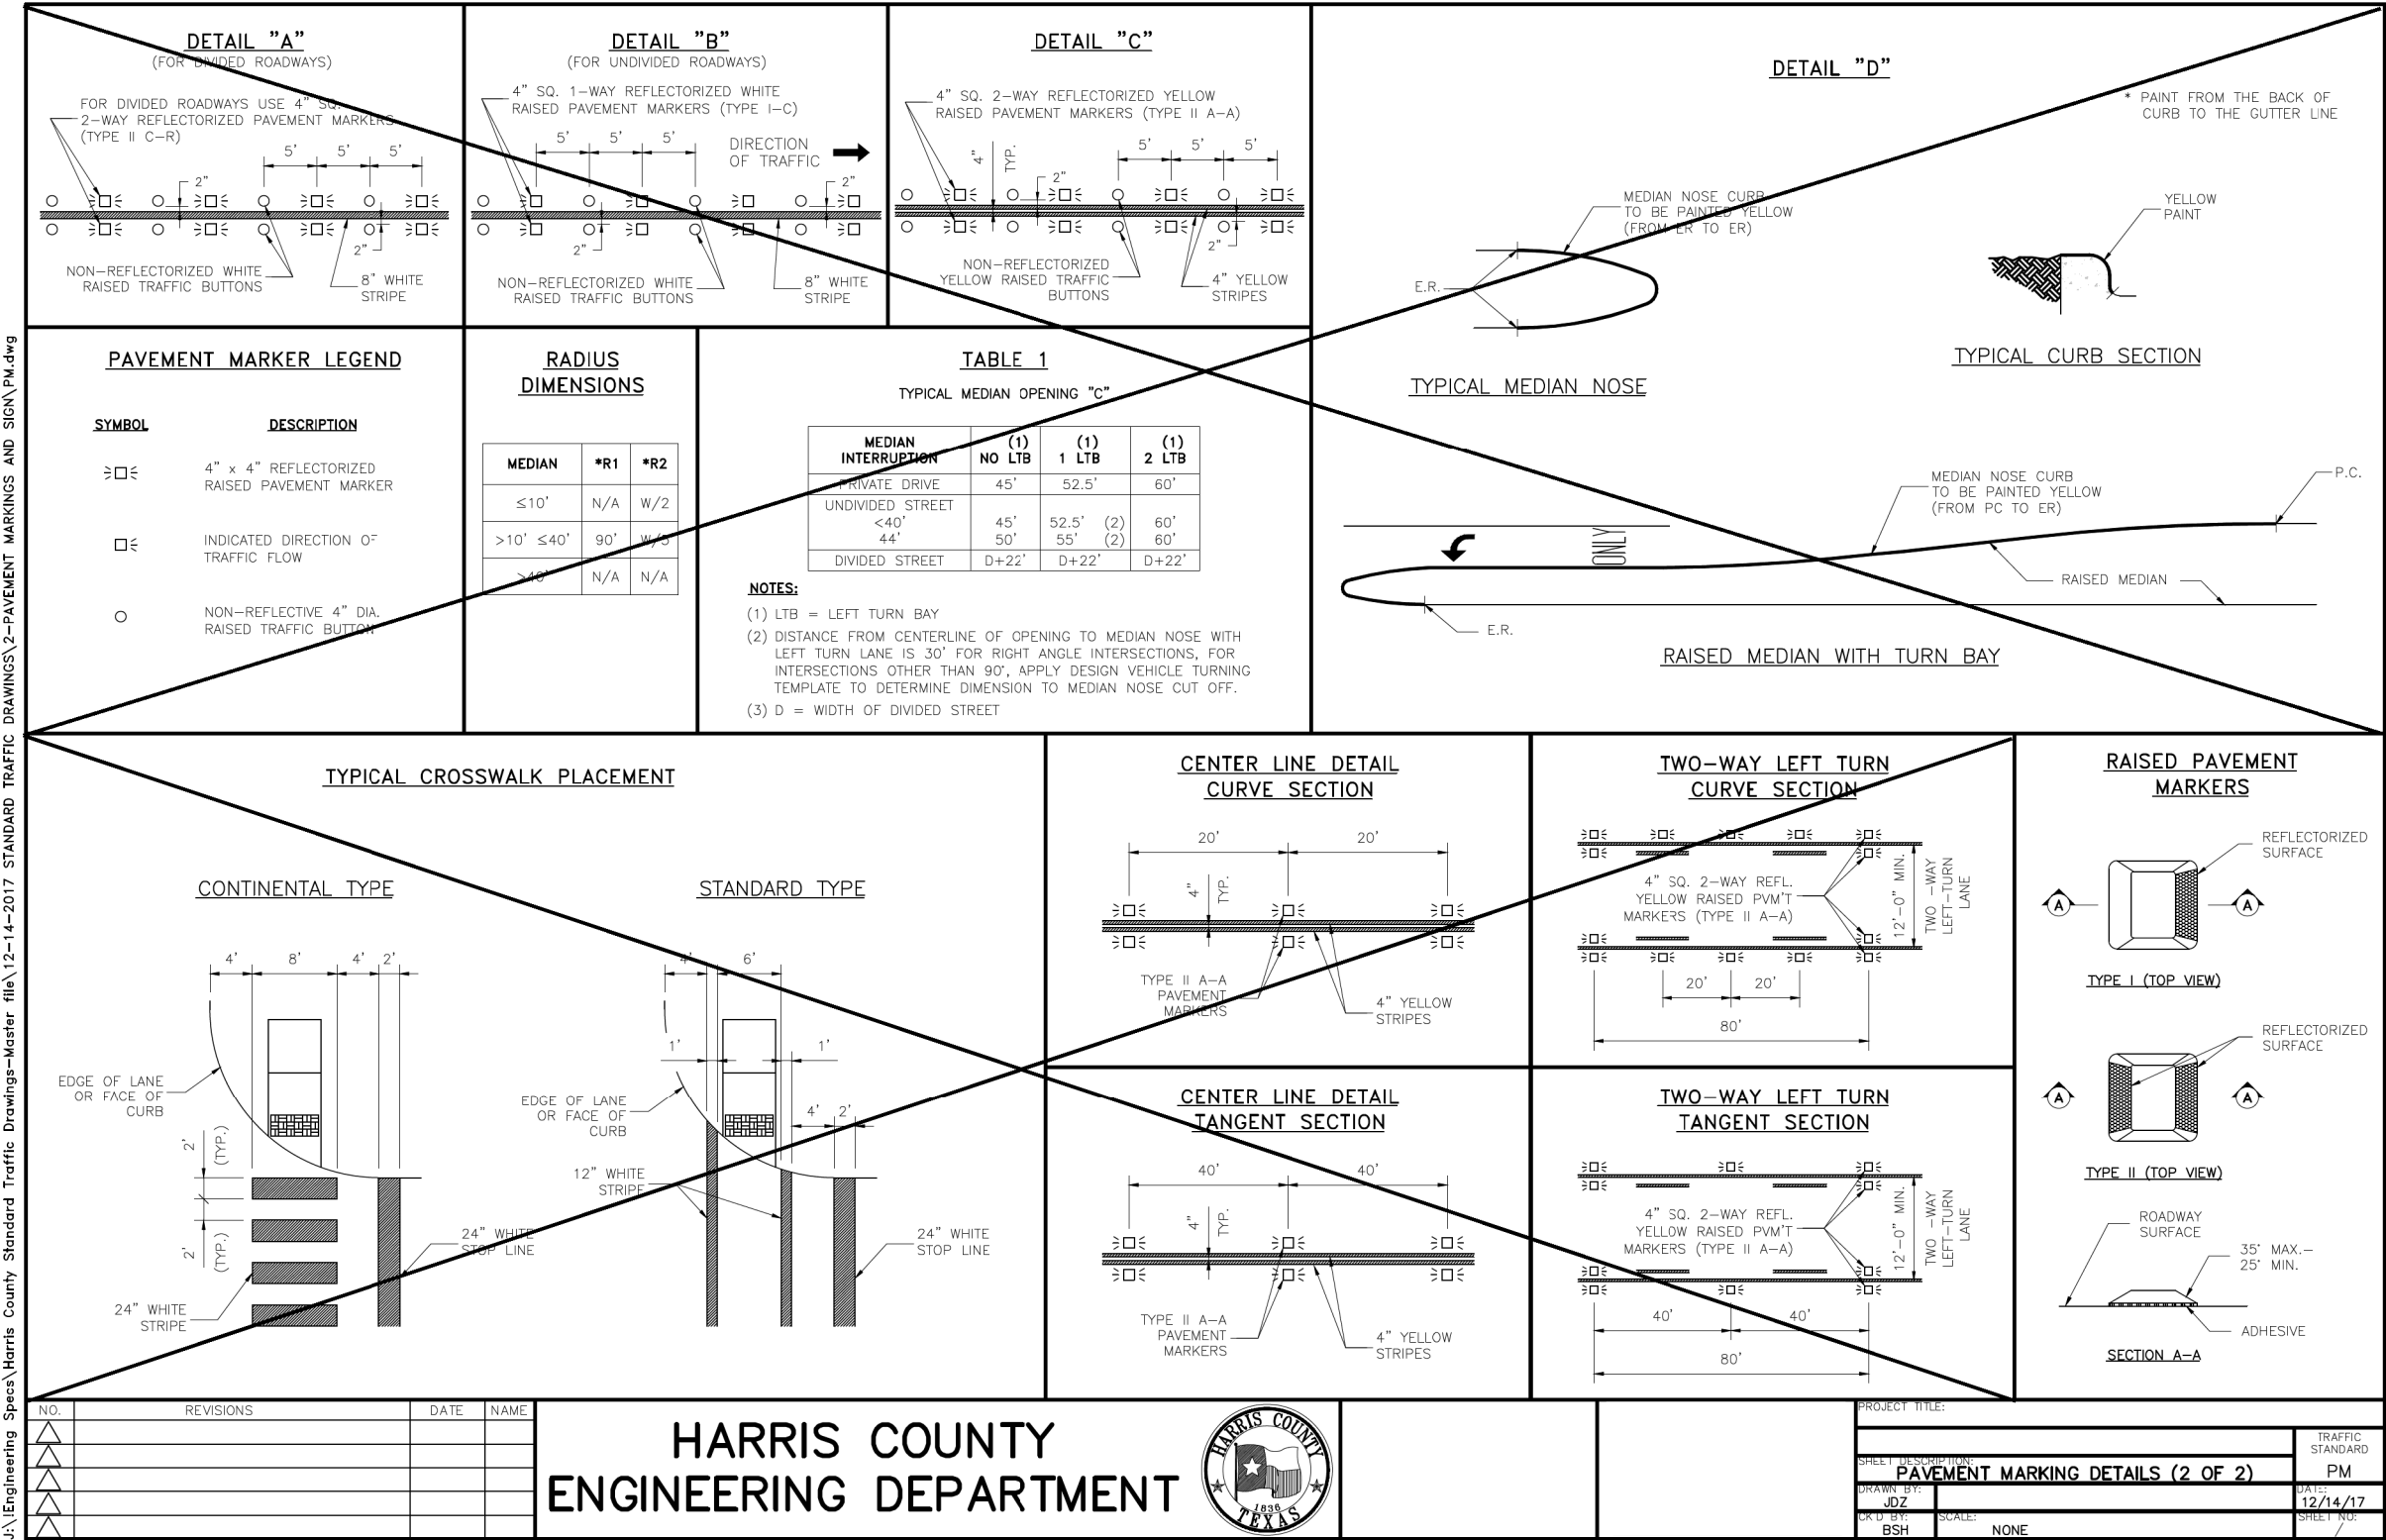 DETAIL "A"
(FOR DIVIDED ROADWAYS)
FOR DIVIDED ROADWAYS USE 4" SQ.
2-WAY REFLECTORIZED PAVEMENT MARKERS
(TYPE II C-R)
5' 5' 5'
2"
2"
NON-REFLECTORIZED WHITE
RAISED TRAFFIC BUTTONS
8" WHITE
STRIPE
DETAIL "B"
(FOR UNDIVIDED ROADWAYS)
4" SQ. 1-WAY REFLECTORIZED WHITE
RAISED PAVEMENT MARKERS (TYPE I-C)
5' 5' 5'
DIRECTION
OF TRAFFIC
2"
2"
NON-REFLECTORIZED WHITE
RAISED TRAFFIC BUTTONS
8" WHITE
STRIPE
DETAIL "C"
4" SQ. 2-WAY REFLECTORIZED YELLOW
RAISED PAVEMENT MARKERS (TYPE II A-A)
4"
TYP.
5' 5' 5'
2"
2"
NON-REFLECTORIZED
YELLOW RAISED TRAFFIC
BUTTONS
4" YELLOW
STRIPES
DETAIL "D"
* PAINT FROM THE BACK OF
CURB TO THE GUTTER LINE
MEDIAN NOSE CURB
TO BE PAINTED YELLOW
(FROM ER TO ER)
E.R.
TYPICAL MEDIAN NOSE
YELLOW
PAINT
TYPICAL CURB SECTION
MEDIAN NOSE CURB
TO BE PAINTED YELLOW
(FROM PC TO ER)
P.C.
ONLY
RAISED MEDIAN
E.R.
RAISED MEDIAN WITH TURN BAY
PAVEMENT MARKER LEGEND
SYMBOL DESCRIPTION
4" x 4" REFLECTORIZED
RAISED PAVEMENT MARKER
INDICATED DIRECTION OF
TRAFFIC FLOW
NON-REFLECTIVE 4" DIA.
RAISED TRAFFIC BUTTON
RADIUS
DIMENSIONS
MEDIAN *R1 *R2
≤10' N/A W/2
>10' ≤40' 90' W/5
>40' N/A N/A
TABLE 1
TYPICAL MEDIAN OPENING "C"
MEDIAN INTERRUPTION (1) NO LTB (1) 1 LTB (1) 2 LTB
PRIVATE DRIVE 45' 52.5' 60'
UNDIVIDED STREET
<40' 45' 52.5' (2) 60'
44' 50' 55' (2) 60'
DIVIDED STREET D+22' D+22' D+22'
NOTES:
(1) LTB = LEFT TURN BAY
(2) DISTANCE FROM CENTERLINE OF OPENING TO MEDIAN NOSE WITH
LEFT TURN LANE IS 30' FOR RIGHT ANGLE INTERSECTIONS, FOR
INTERSECTIONS OTHER THAN 90°, APPLY DESIGN VEHICLE TURNING
TEMPLATE TO DETERMINE DIMENSION TO MEDIAN NOSE CUT OFF.
(3) D = WIDTH OF DIVIDED STREET
TYPICAL CROSSWALK PLACEMENT
CONTINENTAL TYPE
4' 8' 4' 2'
EDGE OF LANE
OR FACE OF
CURB
2'
(TYP.)
2'
(TYP.)
24" WHITE
STRIPE
24" WHITE
STOP LINE
STANDARD TYPE
4' 6'
1' 1'
EDGE OF LANE
OR FACE OF
CURB
4' 2'
12" WHITE
STRIPE
24" WHITE
STOP LINE
CENTER LINE DETAIL
CURVE SECTION
20' 20'
4"
TYP.
TYPE II A-A
PAVEMENT
MARKERS
4" YELLOW
STRIPES
TWO-WAY LEFT TURN
CURVE SECTION
4" SQ. 2-WAY REFL.
YELLOW RAISED PVM'T
MARKERS (TYPE II A-A)
12'-0" MIN.
TWO -WAY
LEFT-TURN
LANE
20' 20'
80'
CENTER LINE DETAIL
TANGENT SECTION
40' 40'
4"
TYP.
TYPE II A-A
PAVEMENT
MARKERS
4" YELLOW
STRIPES
TWO-WAY LEFT TURN
TANGENT SECTION
4" SQ. 2-WAY REFL.
YELLOW RAISED PVM'T
MARKERS (TYPE II A-A)
12'-0" MIN.
TWO -WAY
LEFT-TURN
LANE
40' 40'
80'
RAISED PAVEMENT
MARKERS
REFLECTORIZED
SURFACE
A A
TYPE I (TOP VIEW)
REFLECTORIZED
SURFACE
A A
TYPE II (TOP VIEW)
ROADWAY
SURFACE
35° MAX.-
25° MIN.
ADHESIVE
SECTION A-A
NO. REVISIONS DATE NAME
HARRIS COUNTY
ENGINEERING DEPARTMENT
HARRIS COUNTY
1836
TEXAS
PROJECT TITLE:
SHEET DESCRIPTION:
PAVEMENT MARKING DETAILS (2 OF 2)
TRAFFIC
STANDARD
PM
DRAWN BY:
JDZ
DATE:
12/14/17
CK'D BY:
BSH
SCALE:
NONE
SHEET NO:
J:\!Engineering Specs\Harris County Standard Traffic Drawings-Master file\12-14-2017 STANDARD TRAFFIC DRAWINGS\2-PAVEMENT MARKINGS AND SIGN\PM.dwg